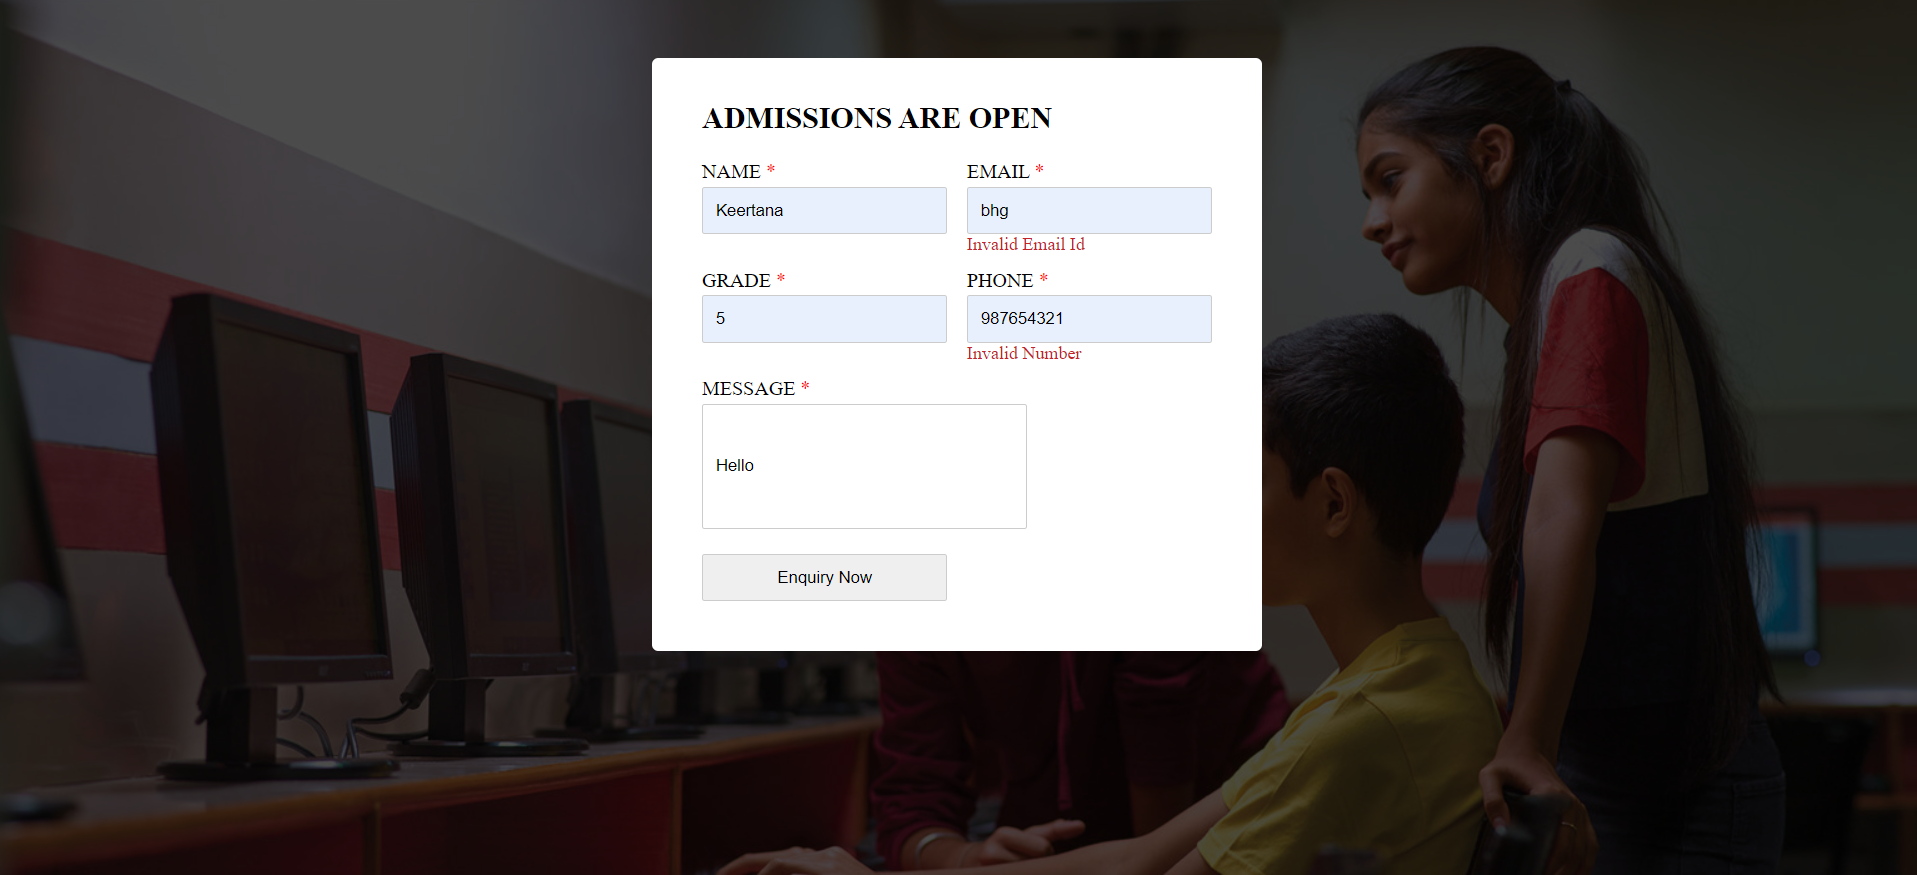 ADMISSIONS ARE OPEN
NAME *
EMAIL *
Keertana
bhg
Invalid Email Id
GRADE *
PHONE *
5
987654321
Invalid Number
MESSAGE *
Hello
Enquiry Now